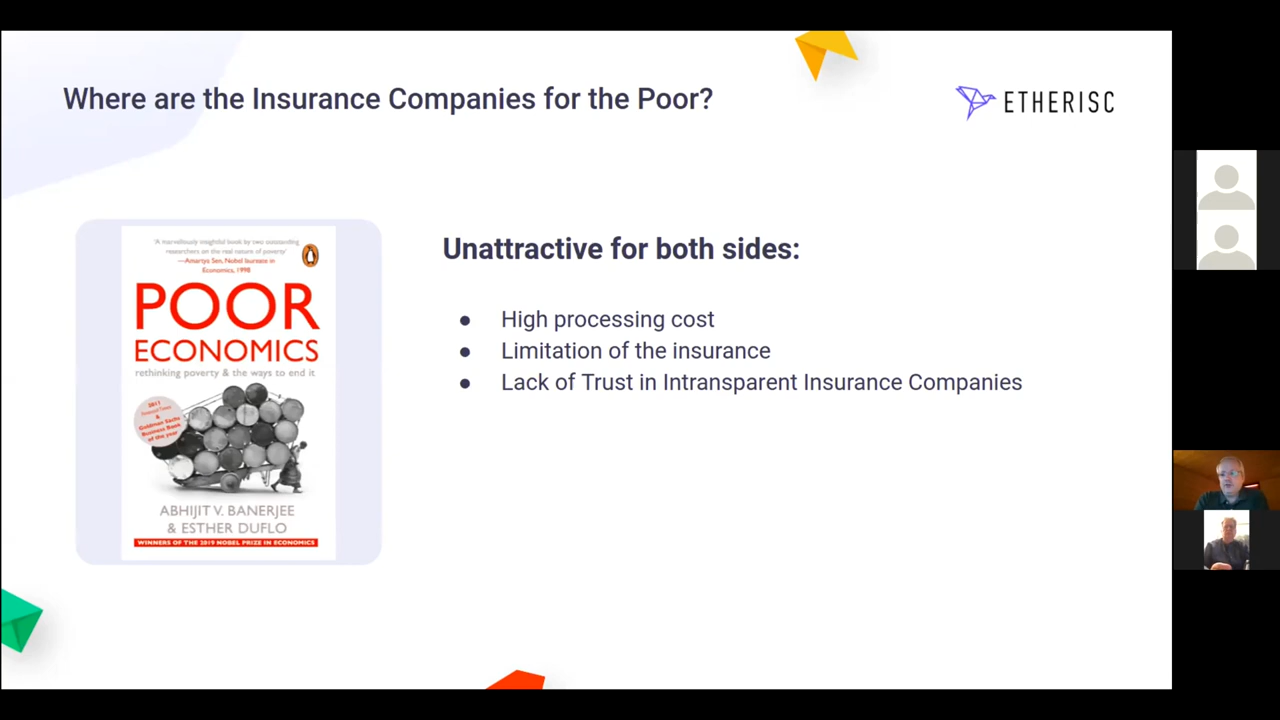 Where are the Insurance Companies for the Poor?
ETHERISC
'A marvellously insightful book by two outstanding
researchers on the real nature of poverty'
—Amartya Sen, Nobel laureate in
Economics, 1998
POOR
ECONOMICS
rethinking poverty & the ways to end it
2011
Financial Times
&
Goldman Sachs
Business Book
of the year
ABHIJIT V. BANERJEE
& ESTHER DUFLO
WINNERS OF THE 2019 NOBEL PRIZE IN ECONOMICS
Unattractive for both sides:
● High processing cost
● Limitation of the insurance
● Lack of Trust in Intransparent Insurance Companies